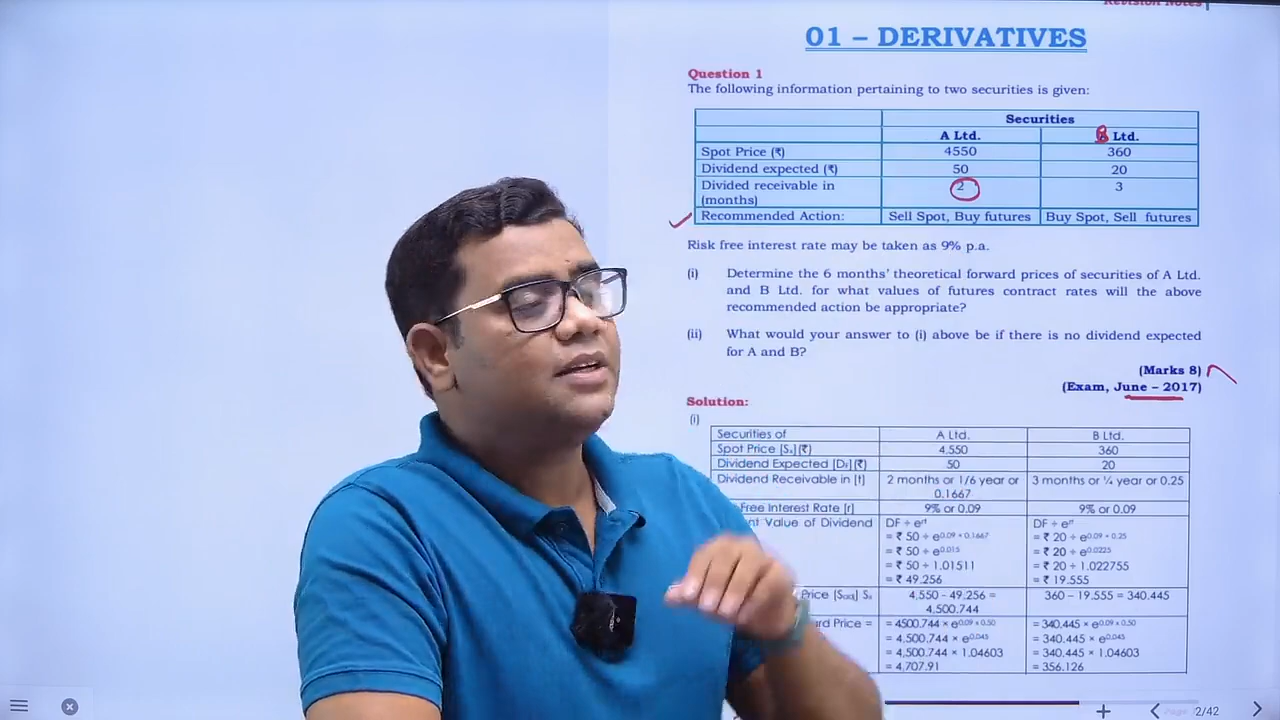 Revision Notes
01 – DERIVATIVES
Question 1
The following information pertaining to two securities is given:
Securities
A Ltd. B Ltd.
Spot Price (₹) 4550 360
Dividend expected (₹) 50 20
Divided receivable in (months) 2 3
Recommended Action: Sell Spot, Buy futures Buy Spot, Sell futures
Risk free interest rate may be taken as 9% p.a.
(i) Determine the 6 months' theoretical forward prices of securities of A Ltd.
and B Ltd. for what values of futures contract rates will the above
recommended action be appropriate?
(ii) What would your answer to (i) above be if there is no dividend expected
for A and B?
(Marks 8)
(Exam, June – 2017)
Solution:
(i)
Securities of A Ltd. B Ltd.
Spot Price [Sₓ](₹) 4,550 360
Dividend Expected [Dᵢ](₹) 50 20
Dividend Receivable in [t] 2 months or 1/6 year or 0.1667 3 months or ¼ year or 0.25
Free Interest Rate [r] 9% or 0.09 9% or 0.09
Value of Dividend DF ÷ e^rt DF ÷ e^rt
= ₹ 50 ÷ e^0.09 × 0.1667 = ₹ 20 ÷ e^0.09 × 0.25
= ₹ 50 ÷ e^0.015 = ₹ 20 ÷ e^0.0225
= ₹ 50 ÷ 1.01511 = ₹ 20 ÷ 1.022755
= ₹ 49.256 = ₹ 19.555
Price 4,550 - 49.256 = 360 – 19.555 = 340.445
4,500.744
Price = = 4500.744 × e^0.09 × 0.50 = 340.445 × e^0.09 × 0.50
= 4,500.744 × e^0.045 = 340.445 × e^0.045
= 4,500.744 × 1.04603 = 340.445 × 1.04603
= 4,707.91 = 356.126
2/42